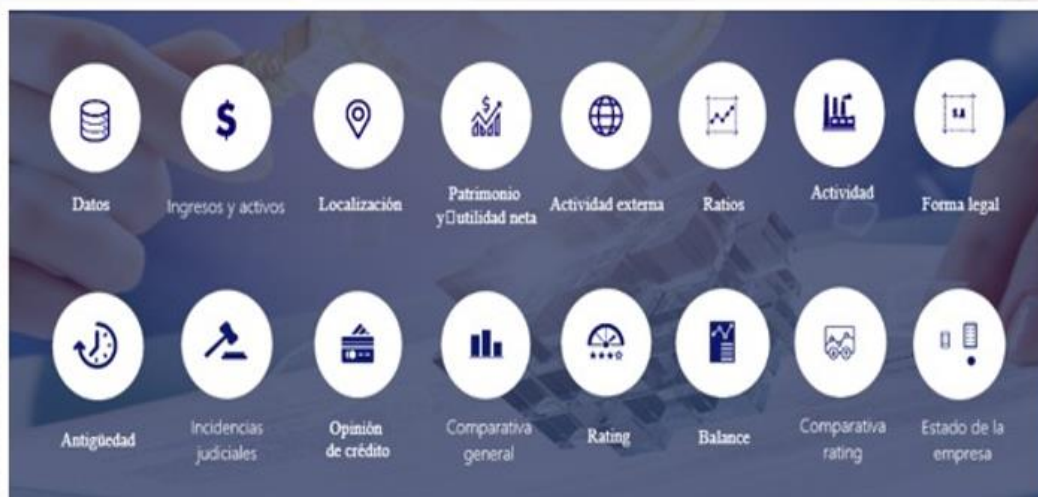 $
$
S.A
Datos
Ingresos y activos
Localización
Patrimonio
y□utilidad neta
Actividad externa
Ratios
Actividad
Forma legal
Antigüedad
Incidencias
judiciales
Opinión
de crédito
Comparativa
general
Rating
Balance
Comparativa
rating
Estado de la
empresa